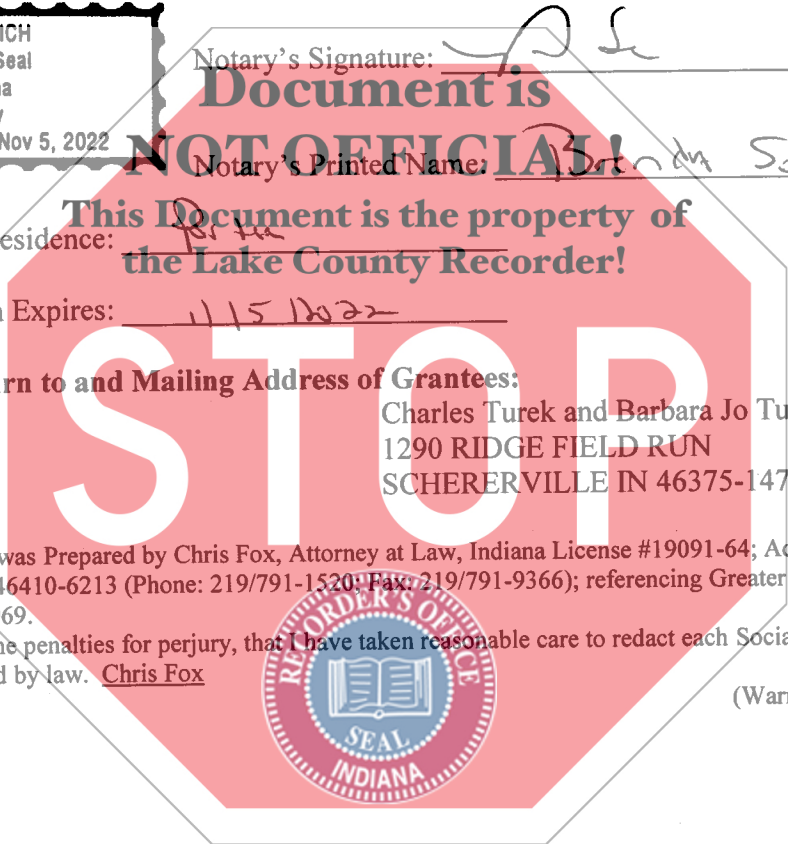 ICH
Seal
a
y
Nov 5, 2022
Notary's Signature:
Document is
NOT OFFICIAL!
Notary's Printed Name:
This Document is the property of
esidence: Porter
the Lake County Recorder!
Expires: 11/5/2022
STOP
rn to and Mailing Address of Grantees:
Charles Turek and Barbara Jo Tu
1290 RIDGE FIELD RUN
SCHERERVILLE IN 46375-147
was Prepared by Chris Fox, Attorney at Law, Indiana License #19091-64; Ad
46410-6213 (Phone: 219/791-1520; Fax: 219/791-9366); referencing Greater
69.
he penalties for perjury, that I have taken reasonable care to redact each Socia
d by law. Chris Fox
(Warr
RECORDER'S OFFICE
SEAL
INDIANA